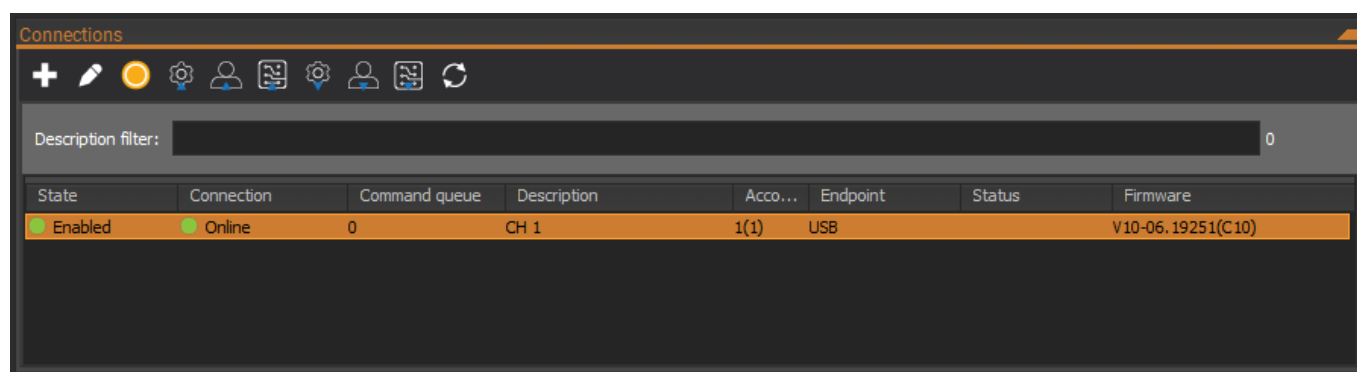 Connections
Description filter: 0
State Connection Command queue Description Acco... Endpoint Status Firmware
Enabled Online 0 CH 1 1(1) USB V10-06.19251(C10)